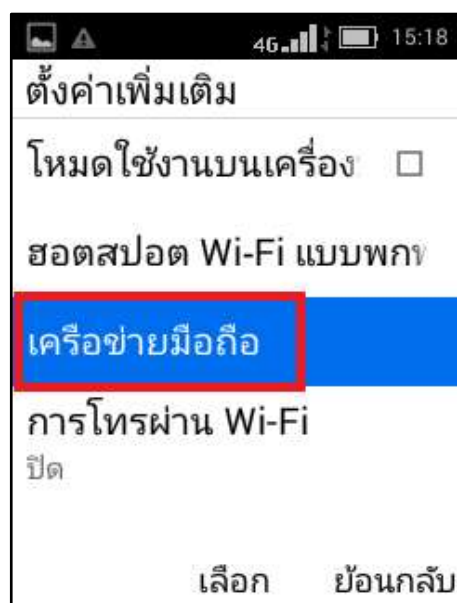 4G 15:18
ตั้งค่าเพิ่มเติม
โหมดใช้งานบนเครื่อง
ฮอตสปอต Wi-Fi แบบพก
เครือข่ายมือถือ
การโทรผ่าน Wi-Fi
ปิด
เลือก ย้อนกลับ